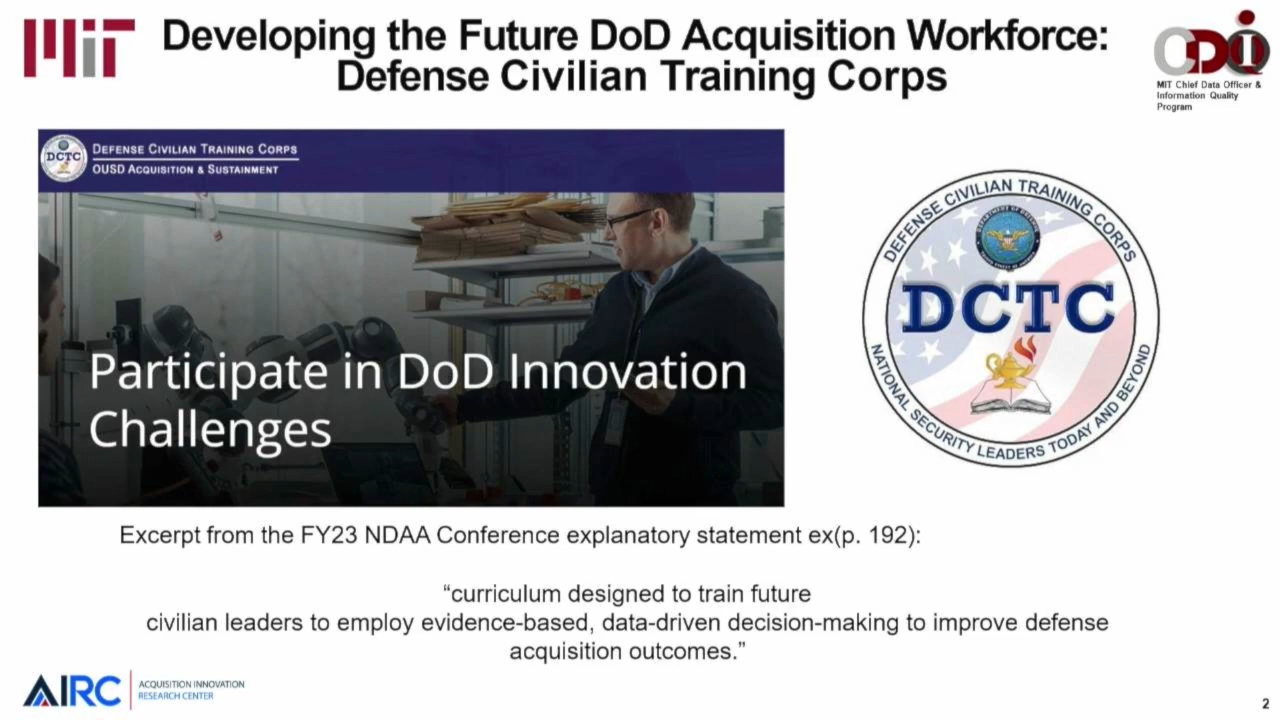 MIT
Developing the Future DoD Acquisition Workforce:
Defense Civilian Training Corps
CDOI
MIT Chief Data Officer &
Information Quality
Program
DCTC
DEFENSE CIVILIAN TRAINING CORPS
OUSD ACQUISITION & SUSTAINMENT
Participate in DoD Innovation
Challenges
DEFENSE CIVILIAN TRAINING CORPS
DCTC
NATIONAL SECURITY LEADERS TODAY AND BEYOND
Excerpt from the FY23 NDAA Conference explanatory statement ex(p. 192):
“curriculum designed to train future
civilian leaders to employ evidence-based, data-driven decision-making to improve defense
acquisition outcomes.”
AIRC
ACQUISITION INNOVATION
RESEARCH CENTER
2